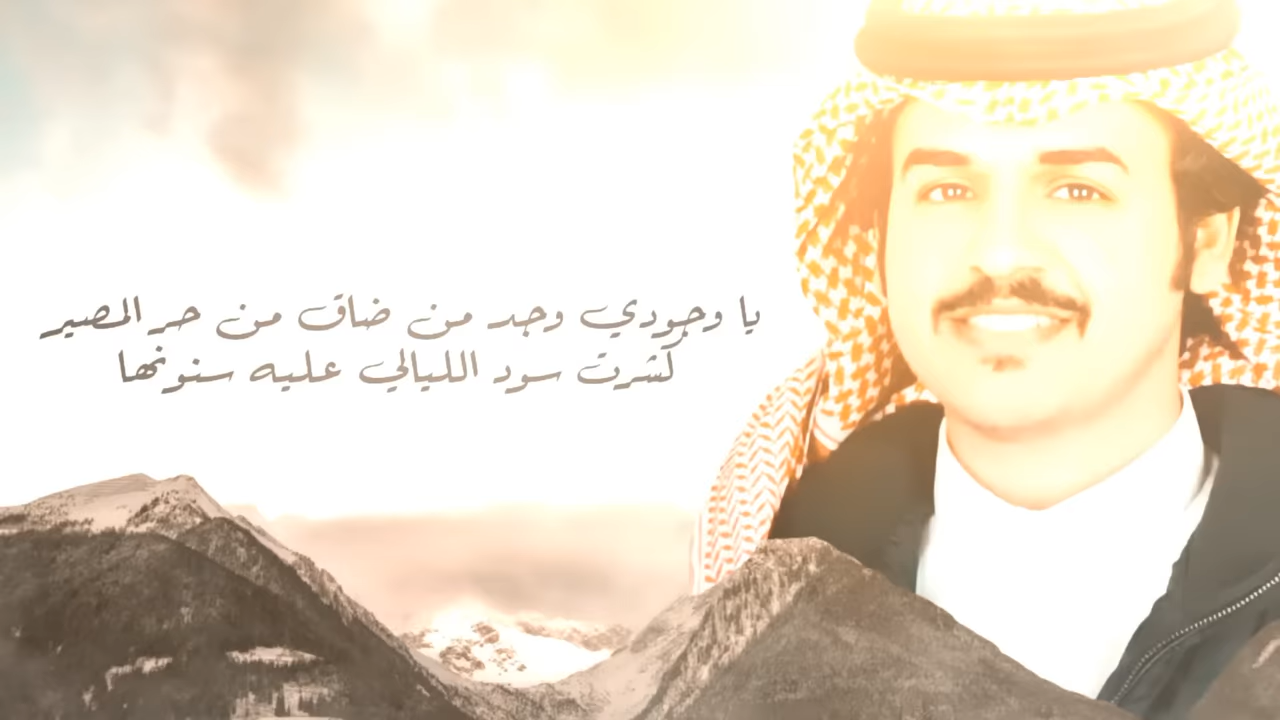 يا وجودي وجد من ضاق من حر المصير
كشرت سود الليالي عليه سنونها